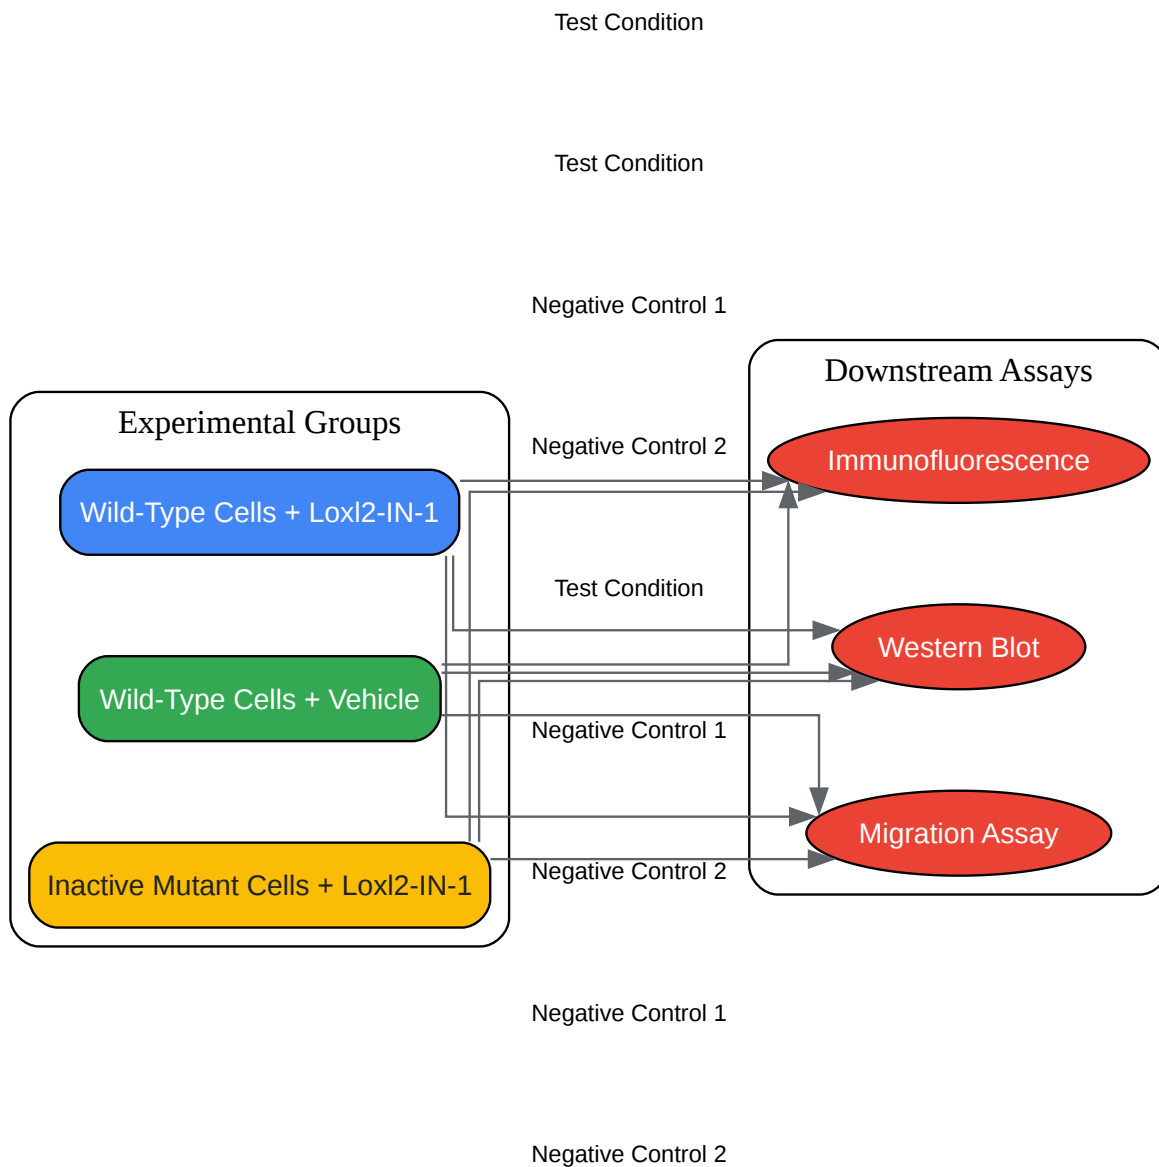 Test Condition
Test Condition
Negative Control 1
Downstream Assays
Experimental Groups
Negative Control 2
Immunofluorescence
Wild-Type Cells + Loxl2-IN-1
Test Condition
Western Blot
Wild-Type Cells + Vehicle
Negative Control 1
Migration Assay
Negative Control 2
Inactive Mutant Cells + Loxl2-IN-1
Negative Control 1
Negative Control 2